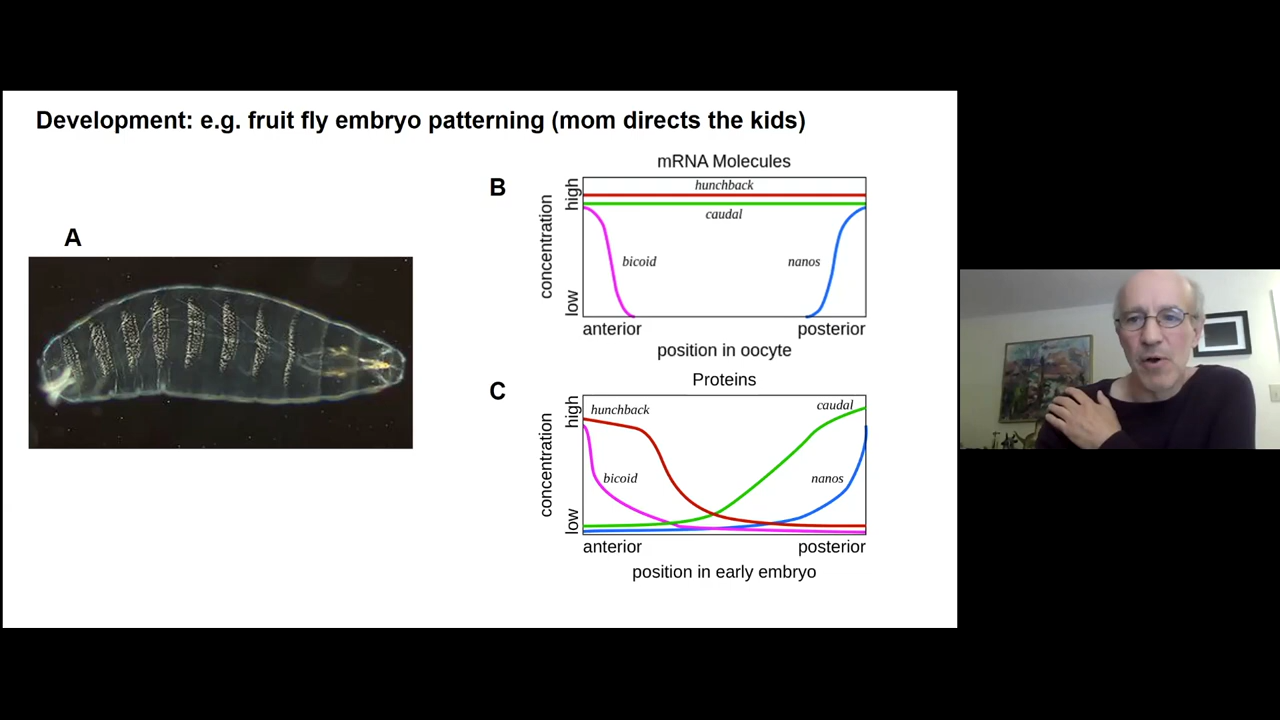 Development: e.g. fruit fly embryo patterning (mom directs the kids)
A
B
mRNA Molecules
concentration
high
low
hunchback
caudal
bicoid
nanos
anterior
posterior
position in oocyte
C
Proteins
concentration
high
low
hunchback
caudal
bicoid
nanos
anterior
posterior
position in early embryo